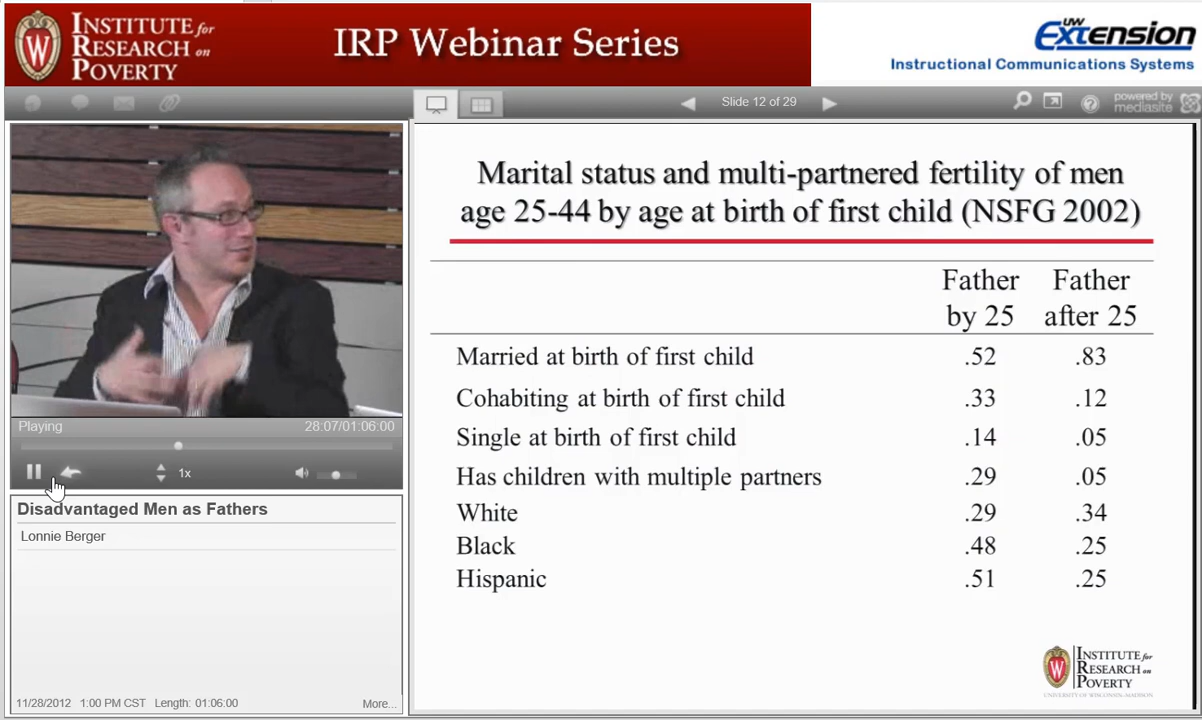 INSTITUTE for
RESEARCH on
POVERTY
IRP Webinar Series
UW
Extension
Instructional Communications Systems
Slide 12 of 29
powered by
mediasite
Marital status and multi-partnered fertility of men
age 25-44 by age at birth of first child (NSFG 2002)
Father by 25 Father after 25
Married at birth of first child .52 .83
Cohabiting at birth of first child .33 .12
Single at birth of first child .14 .05
Has children with multiple partners .29 .05
White .29 .34
Black .48 .25
Hispanic .51 .25
INSTITUTE for
RESEARCH on
POVERTY
UNIVERSITY OF WISCONSIN-MADISON
Playing 28:07/01:06:00
1x
Disadvantaged Men as Fathers
Lonnie Berger
11/28/2012 1:00 PM CST Length: 01:06:00 More...